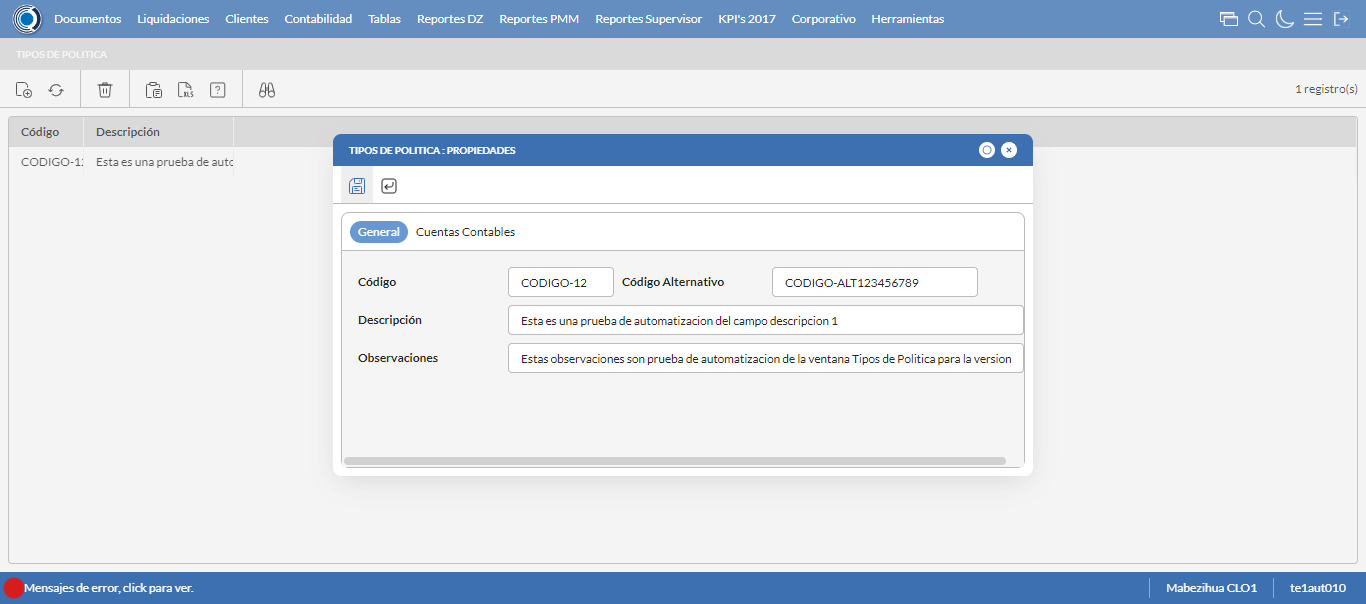 Documentos Liquidaciones Clientes Contabilidad Tablas Reportes DZ Reportes PMM Reportes Supervisor KPI's 2017 Corporativo Herramientas
TIPOS DE POLITICA
XLS ? 1 registro(s)
Código Descripción
CODIGO-12 Esta es una prueba de auto
TIPOS DE POLITICA : PROPIEDADES
General Cuentas Contables
Código CODIGO-12 Código Alternativo CODIGO-ALT123456789
Descripción Esta es una prueba de automatizacion del campo descripcion 1
Observaciones Estas observaciones son prueba de automatizacion de la ventana Tipos de Politica para la version
Mensajes de error, click para ver. Mabezihua CLO1 te1aut010